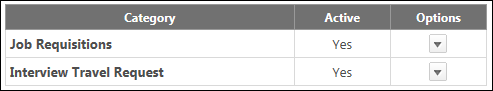 Category Active Options
Job Requisitions Yes
Interview Travel Request Yes